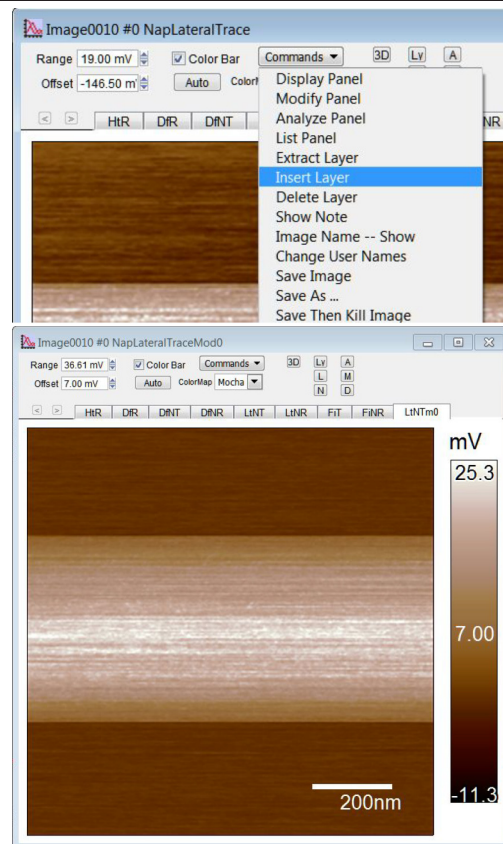 Image0010 #0 NapLateralTrace
Range 19.00 mV Color Bar Commands 3D Ly A
Offset -146.50 m Auto Color
< > HtR DfR DfNT NR
Display Panel
Modify Panel
Analyze Panel
List Panel
Extract Layer
Insert Layer
Delete Layer
Show Note
Image Name -- Show
Change User Names
Save Image
Save As ...
Save Then Kill Image
Image0010 #0 NapLateralTraceMod0
Range 36.61 mV Color Bar Commands 3D Ly A
L M
Offset 7.00 mV Auto ColorMap Mocha N D
< > HtR DfR DfNT DfNR LtNT LtNR FiT FiNR LtNTm0
mV
25.3
7.00
-11.3
200nm